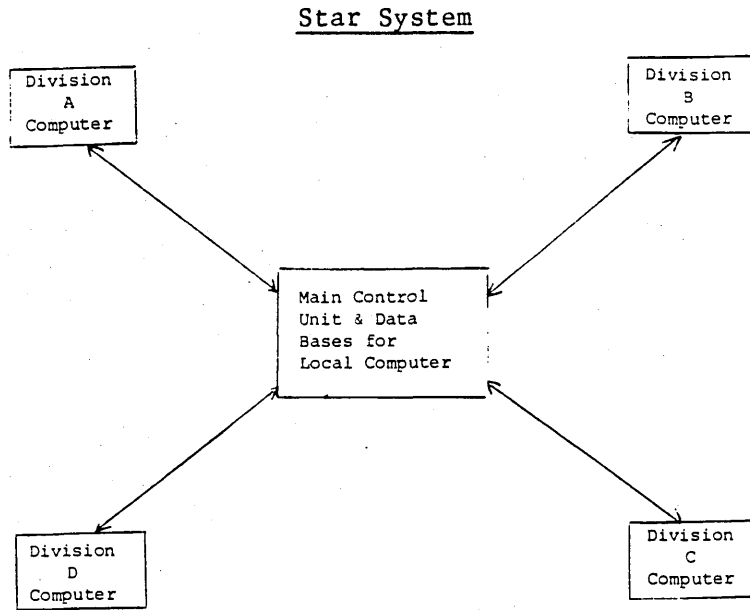 Star System
Division
A
Computer
Division
B
Computer
Main Control
Unit & Data
Bases for
Local Computer
Division
D
Computer
Division
C
Computer